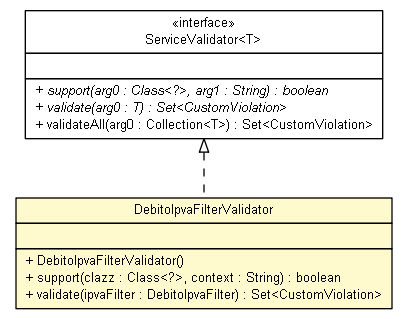 «interface»
ServiceValidator<T>
+ support(arg0 : Class<?>, arg1 : String) : boolean
+ validate(arg0 : T) : Set<CustomViolation>
+ validateAll(arg0 : Collection<T>) : Set<CustomViolation>
DebitoIpvaFilterValidator
+ DebitoIpvaFilterValidator()
+ support(clazz : Class<?>, context : String) : boolean
+ validate(ipvaFilter : DebitoIpvaFilter) : Set<CustomViolation>